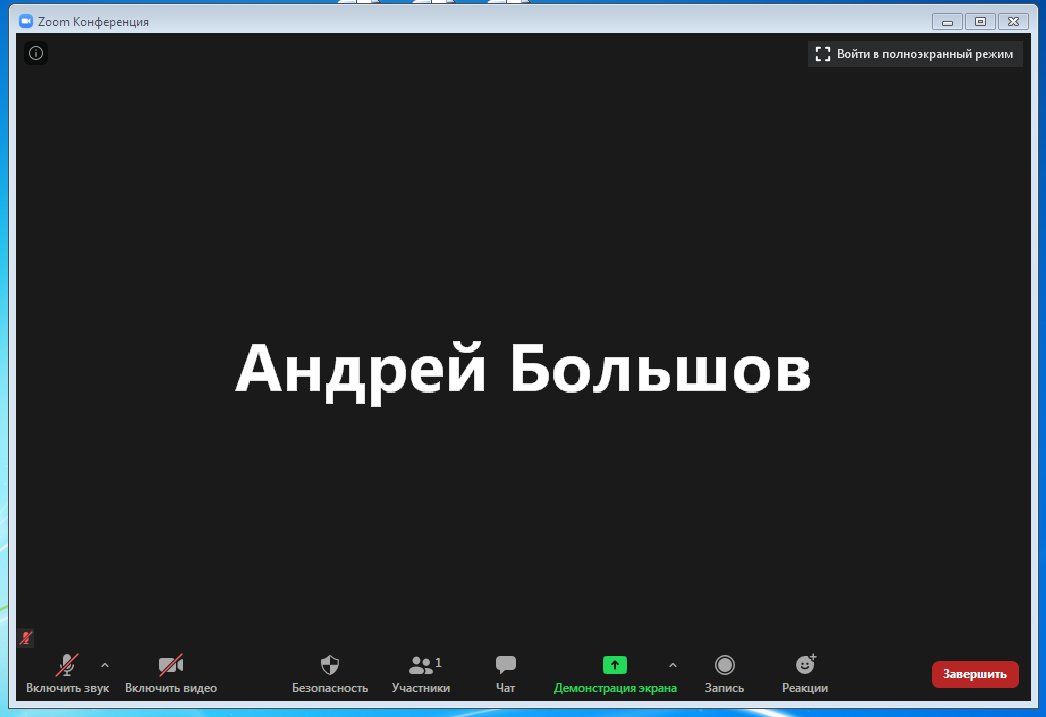 Zoom Конференция
Войти в полноэкранный режим
Андрей Большов
1
Включить звук
Включить видео
Безопасность
Участники
Чат
Демонстрация экрана
Запись
Реакции
Завершить